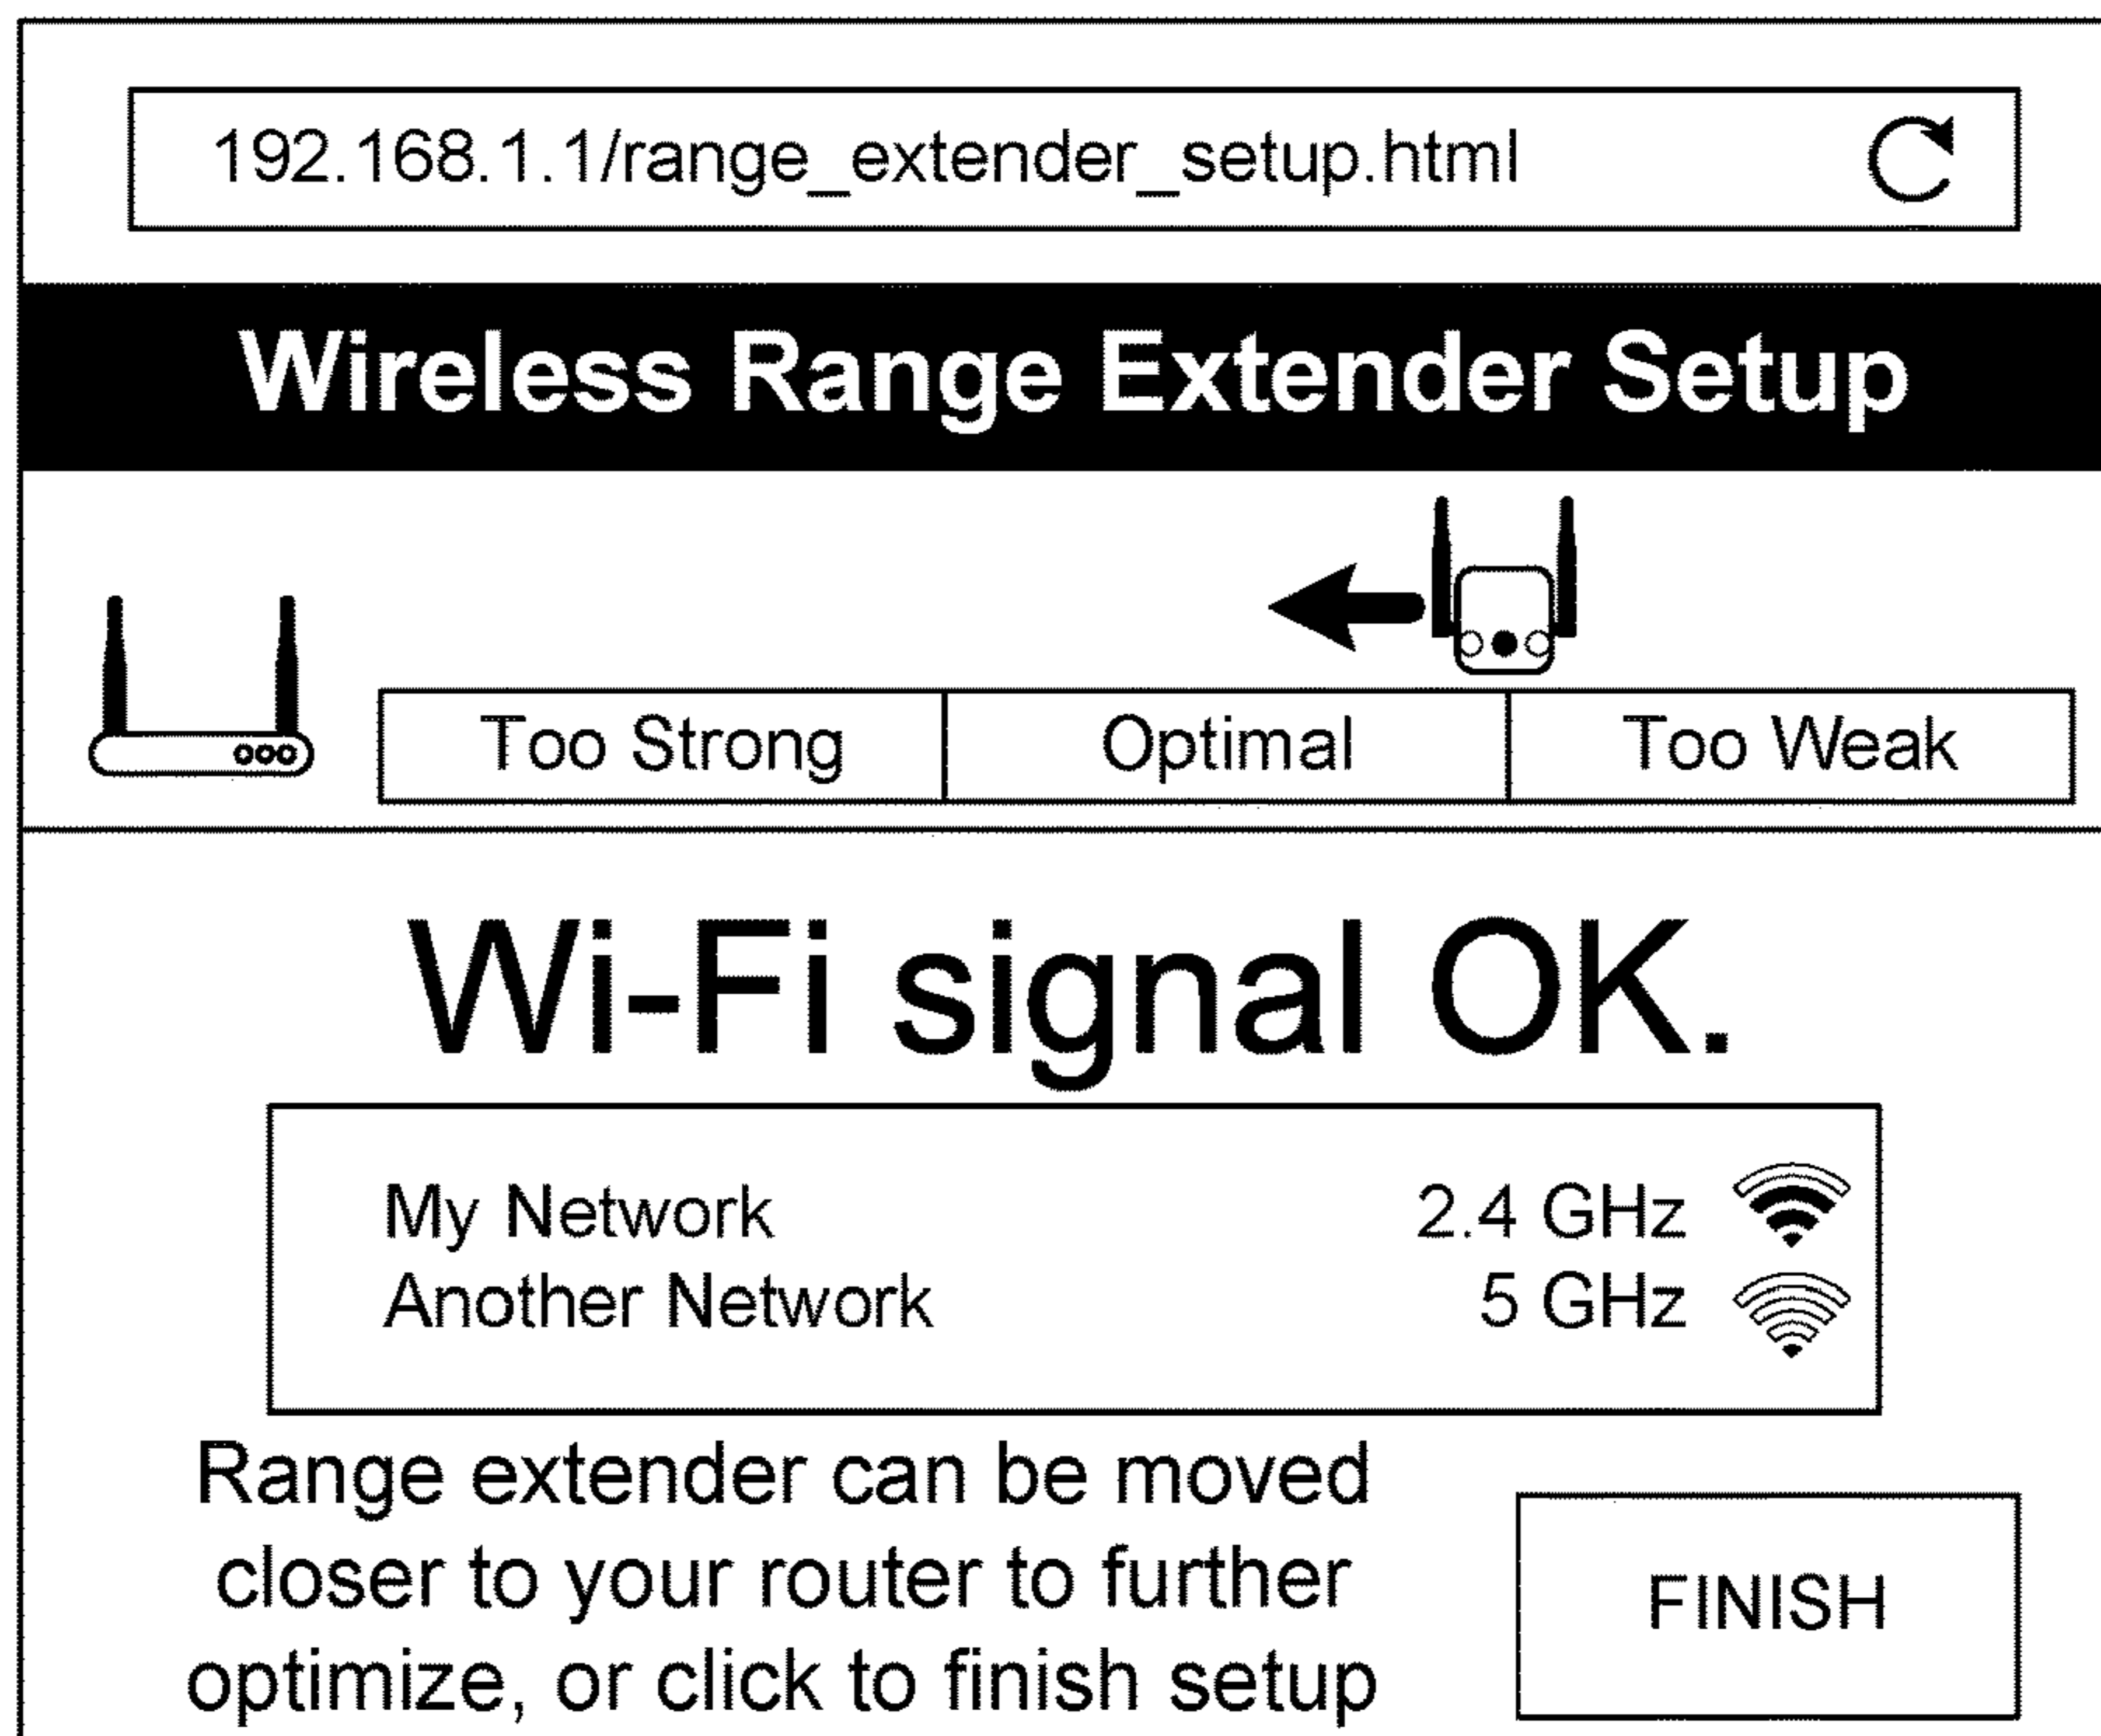 192.168.1.1/range_extender_setup.html
Wireless Range Extender Setup
Too Strong Optimal Too Weak
Wi-Fi signal OK.
My Network 2.4 GHz
Another Network 5 GHz
Range extender can be moved
closer to your router to further
optimize, or click to finish setup
FINISH